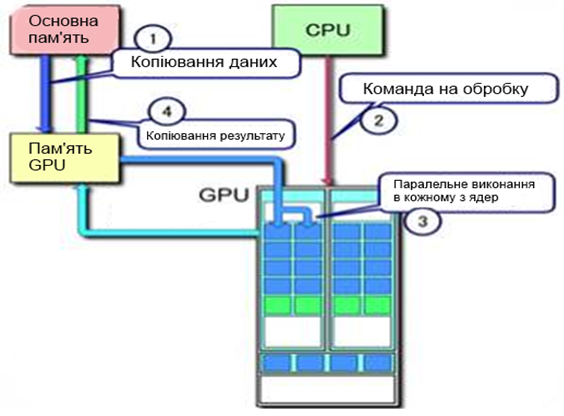 Основна
пам'ять
1
CPU
Копіювання даних
4
Копіювання результату
Команда на обробку
2
Пам'ять
GPU
GPU
Паралельне виконання
в кожному з ядер
3